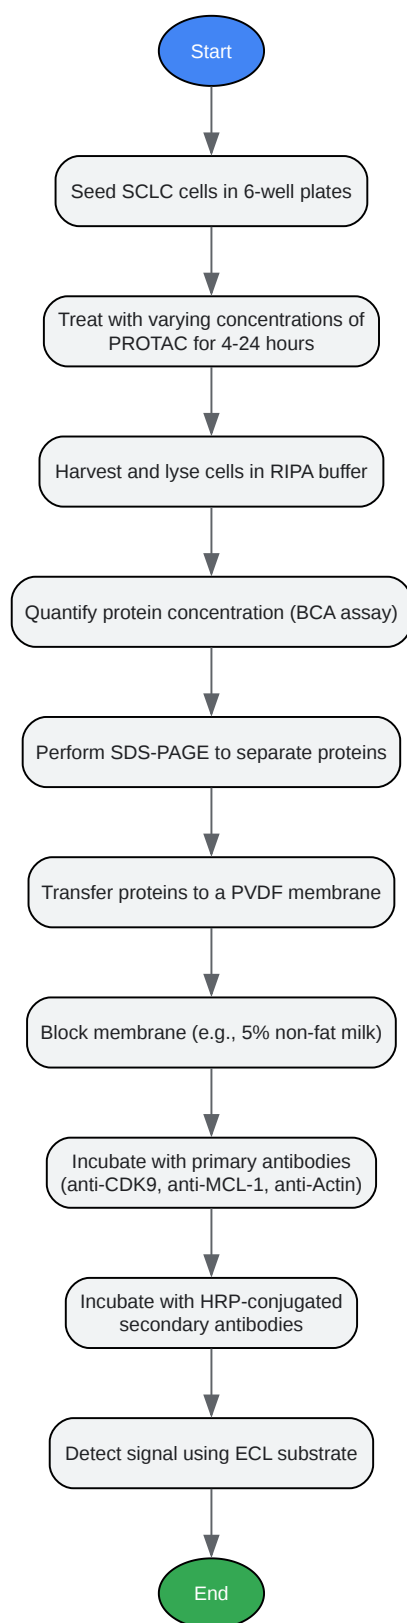 Start
Seed SCLC cells in 6-well plates
Treat with varying concentrations of
PROTAC for 4-24 hours
Harvest and lyse cells in RIPA buffer
Quantify protein concentration (BCA assay)
Perform SDS-PAGE to separate proteins
Transfer proteins to a PVDF membrane
Block membrane (e.g., 5% non-fat milk)
Incubate with primary antibodies
(anti-CDK9, anti-MCL-1, anti-Actin)
Incubate with HRP-conjugated
secondary antibodies
Detect signal using ECL substrate
End